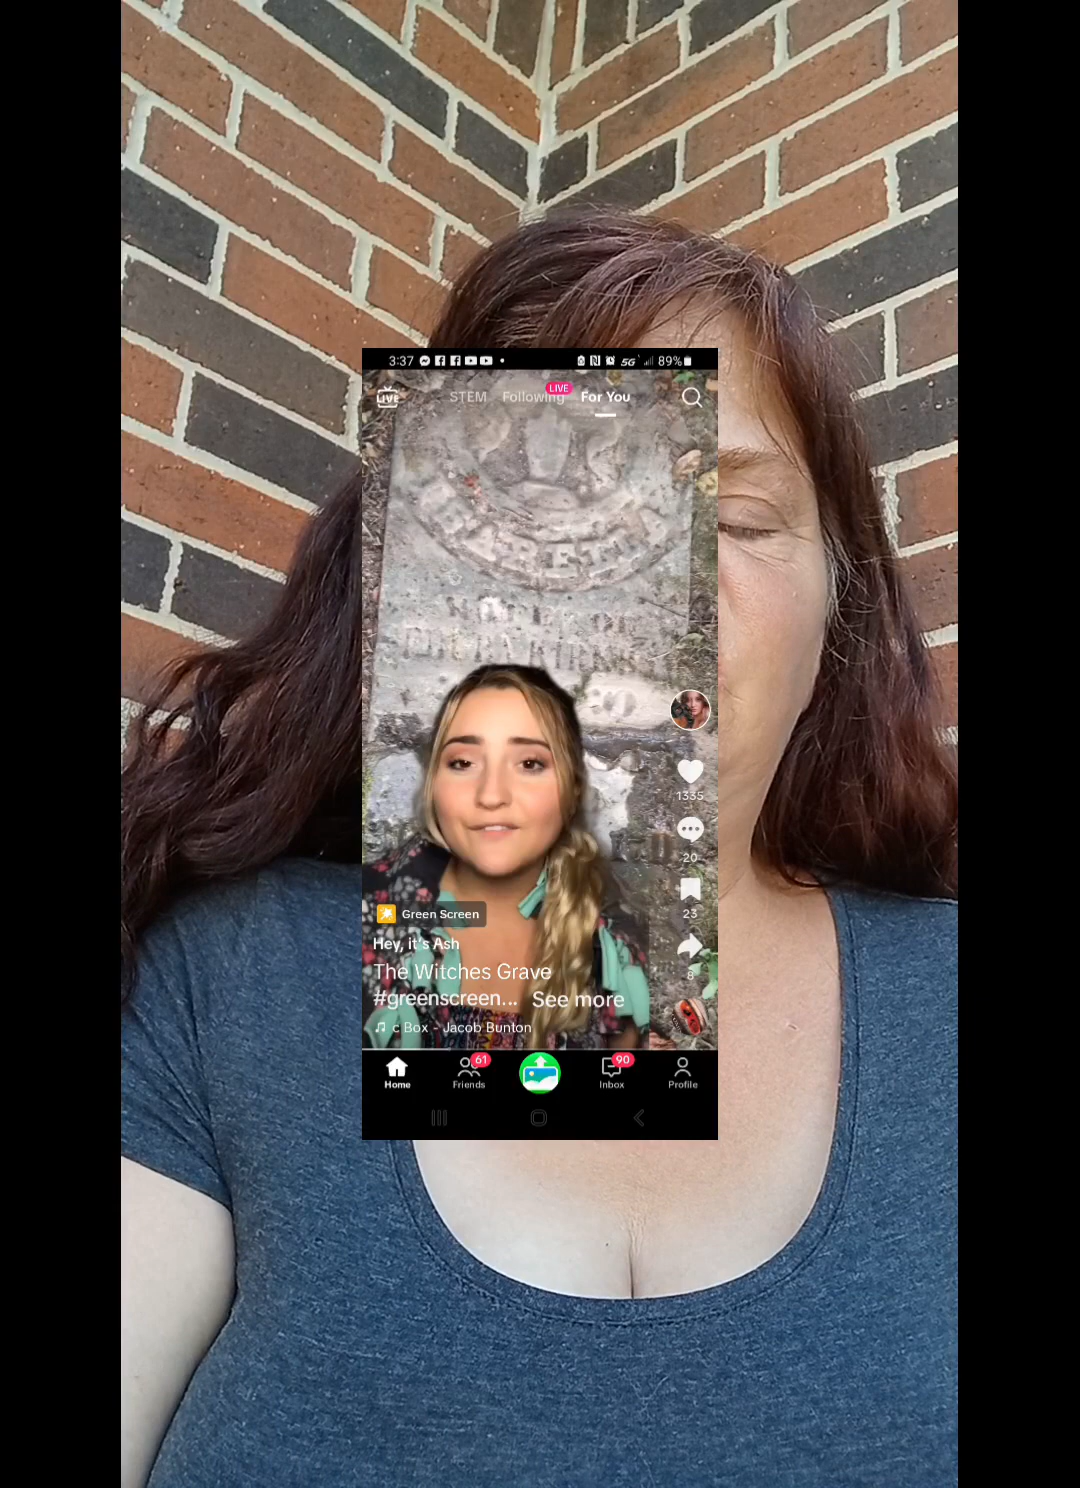 3:37
5G
89%
LIVE
STEM
Following
LIVE
For You
1335
20
23
8
Green Screen
Hey, it's Ash
The Witches Grave
#greenscreen... See more
c Box - Jacob Bunton
Home
Friends
61
Inbox
90
Profile